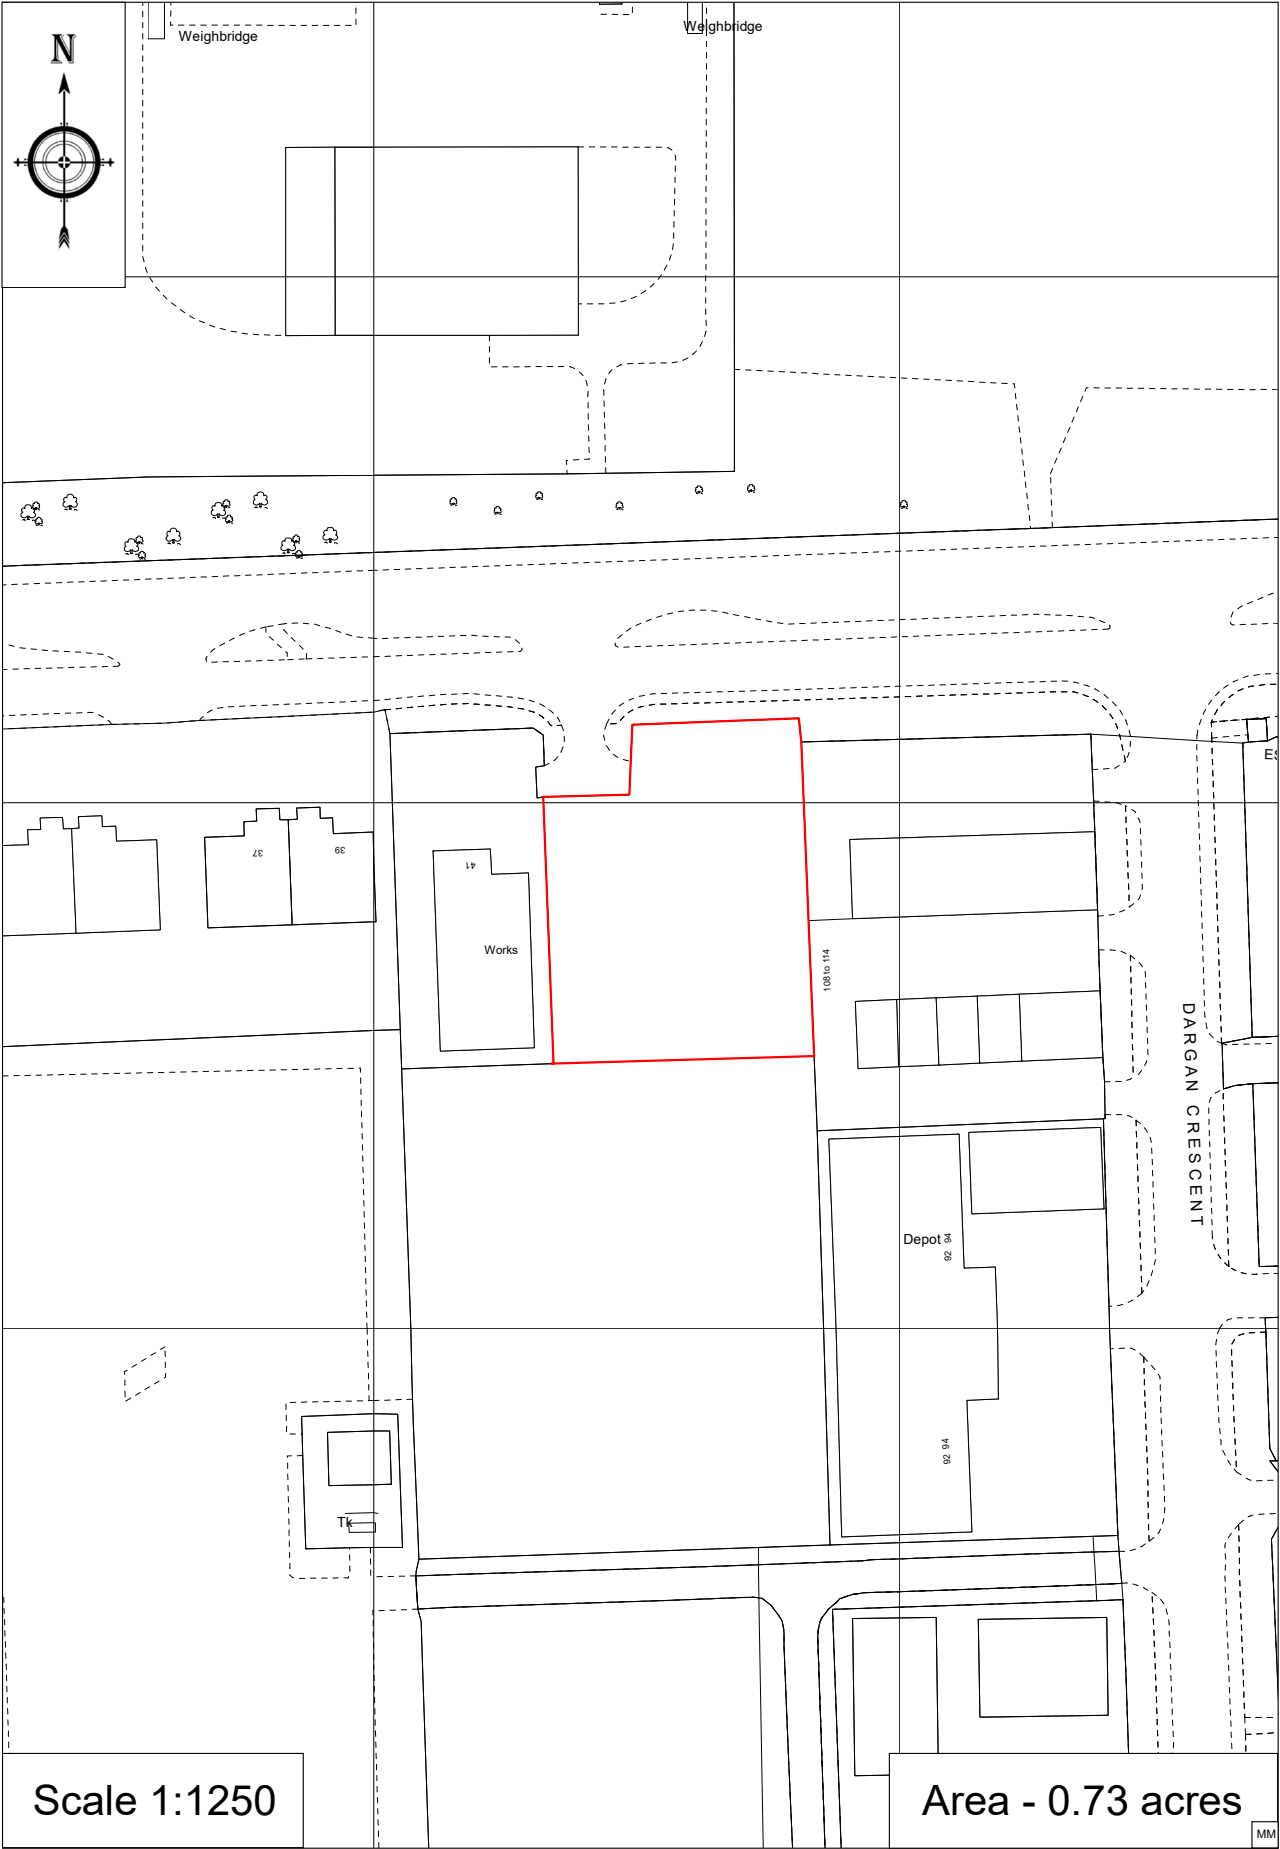 Weighbridge
Weighbridge
N
ES
37
39
41
Works
108 to 114
DARGAN CRESCENT
Depot
92 94
92 94
Tk
Scale 1:1250
Area - 0.73 acres
MM